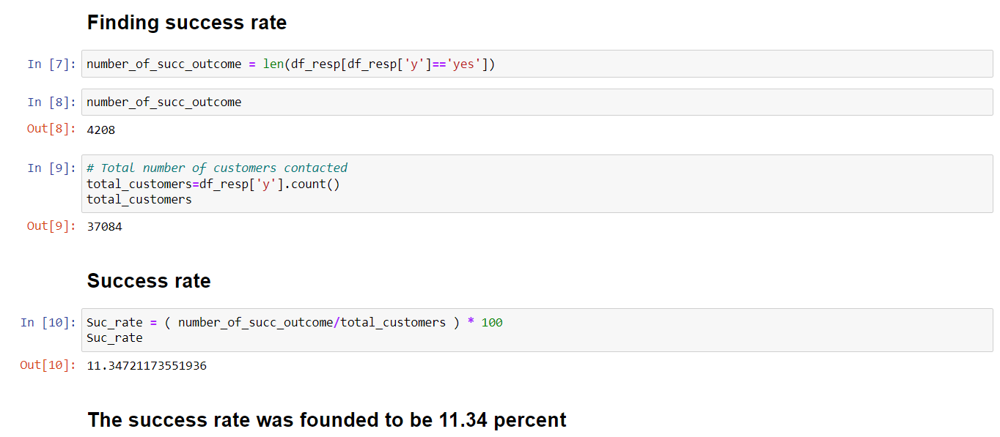 Finding success rate
In [7]: number_of_succ_outcome = len(df_resp[df_resp['y']=='yes'])
In [8]: number_of_succ_outcome
Out[8]: 4208
In [9]: # Total number of customers contacted
total_customers=df_resp['y'].count()
total_customers
Out[9]: 37084
Success rate
In [10]: Suc_rate = ( number_of_succ_outcome/total_customers ) * 100
Suc_rate
Out[10]: 11.34721173551936
The success rate was founded to be 11.34 percent